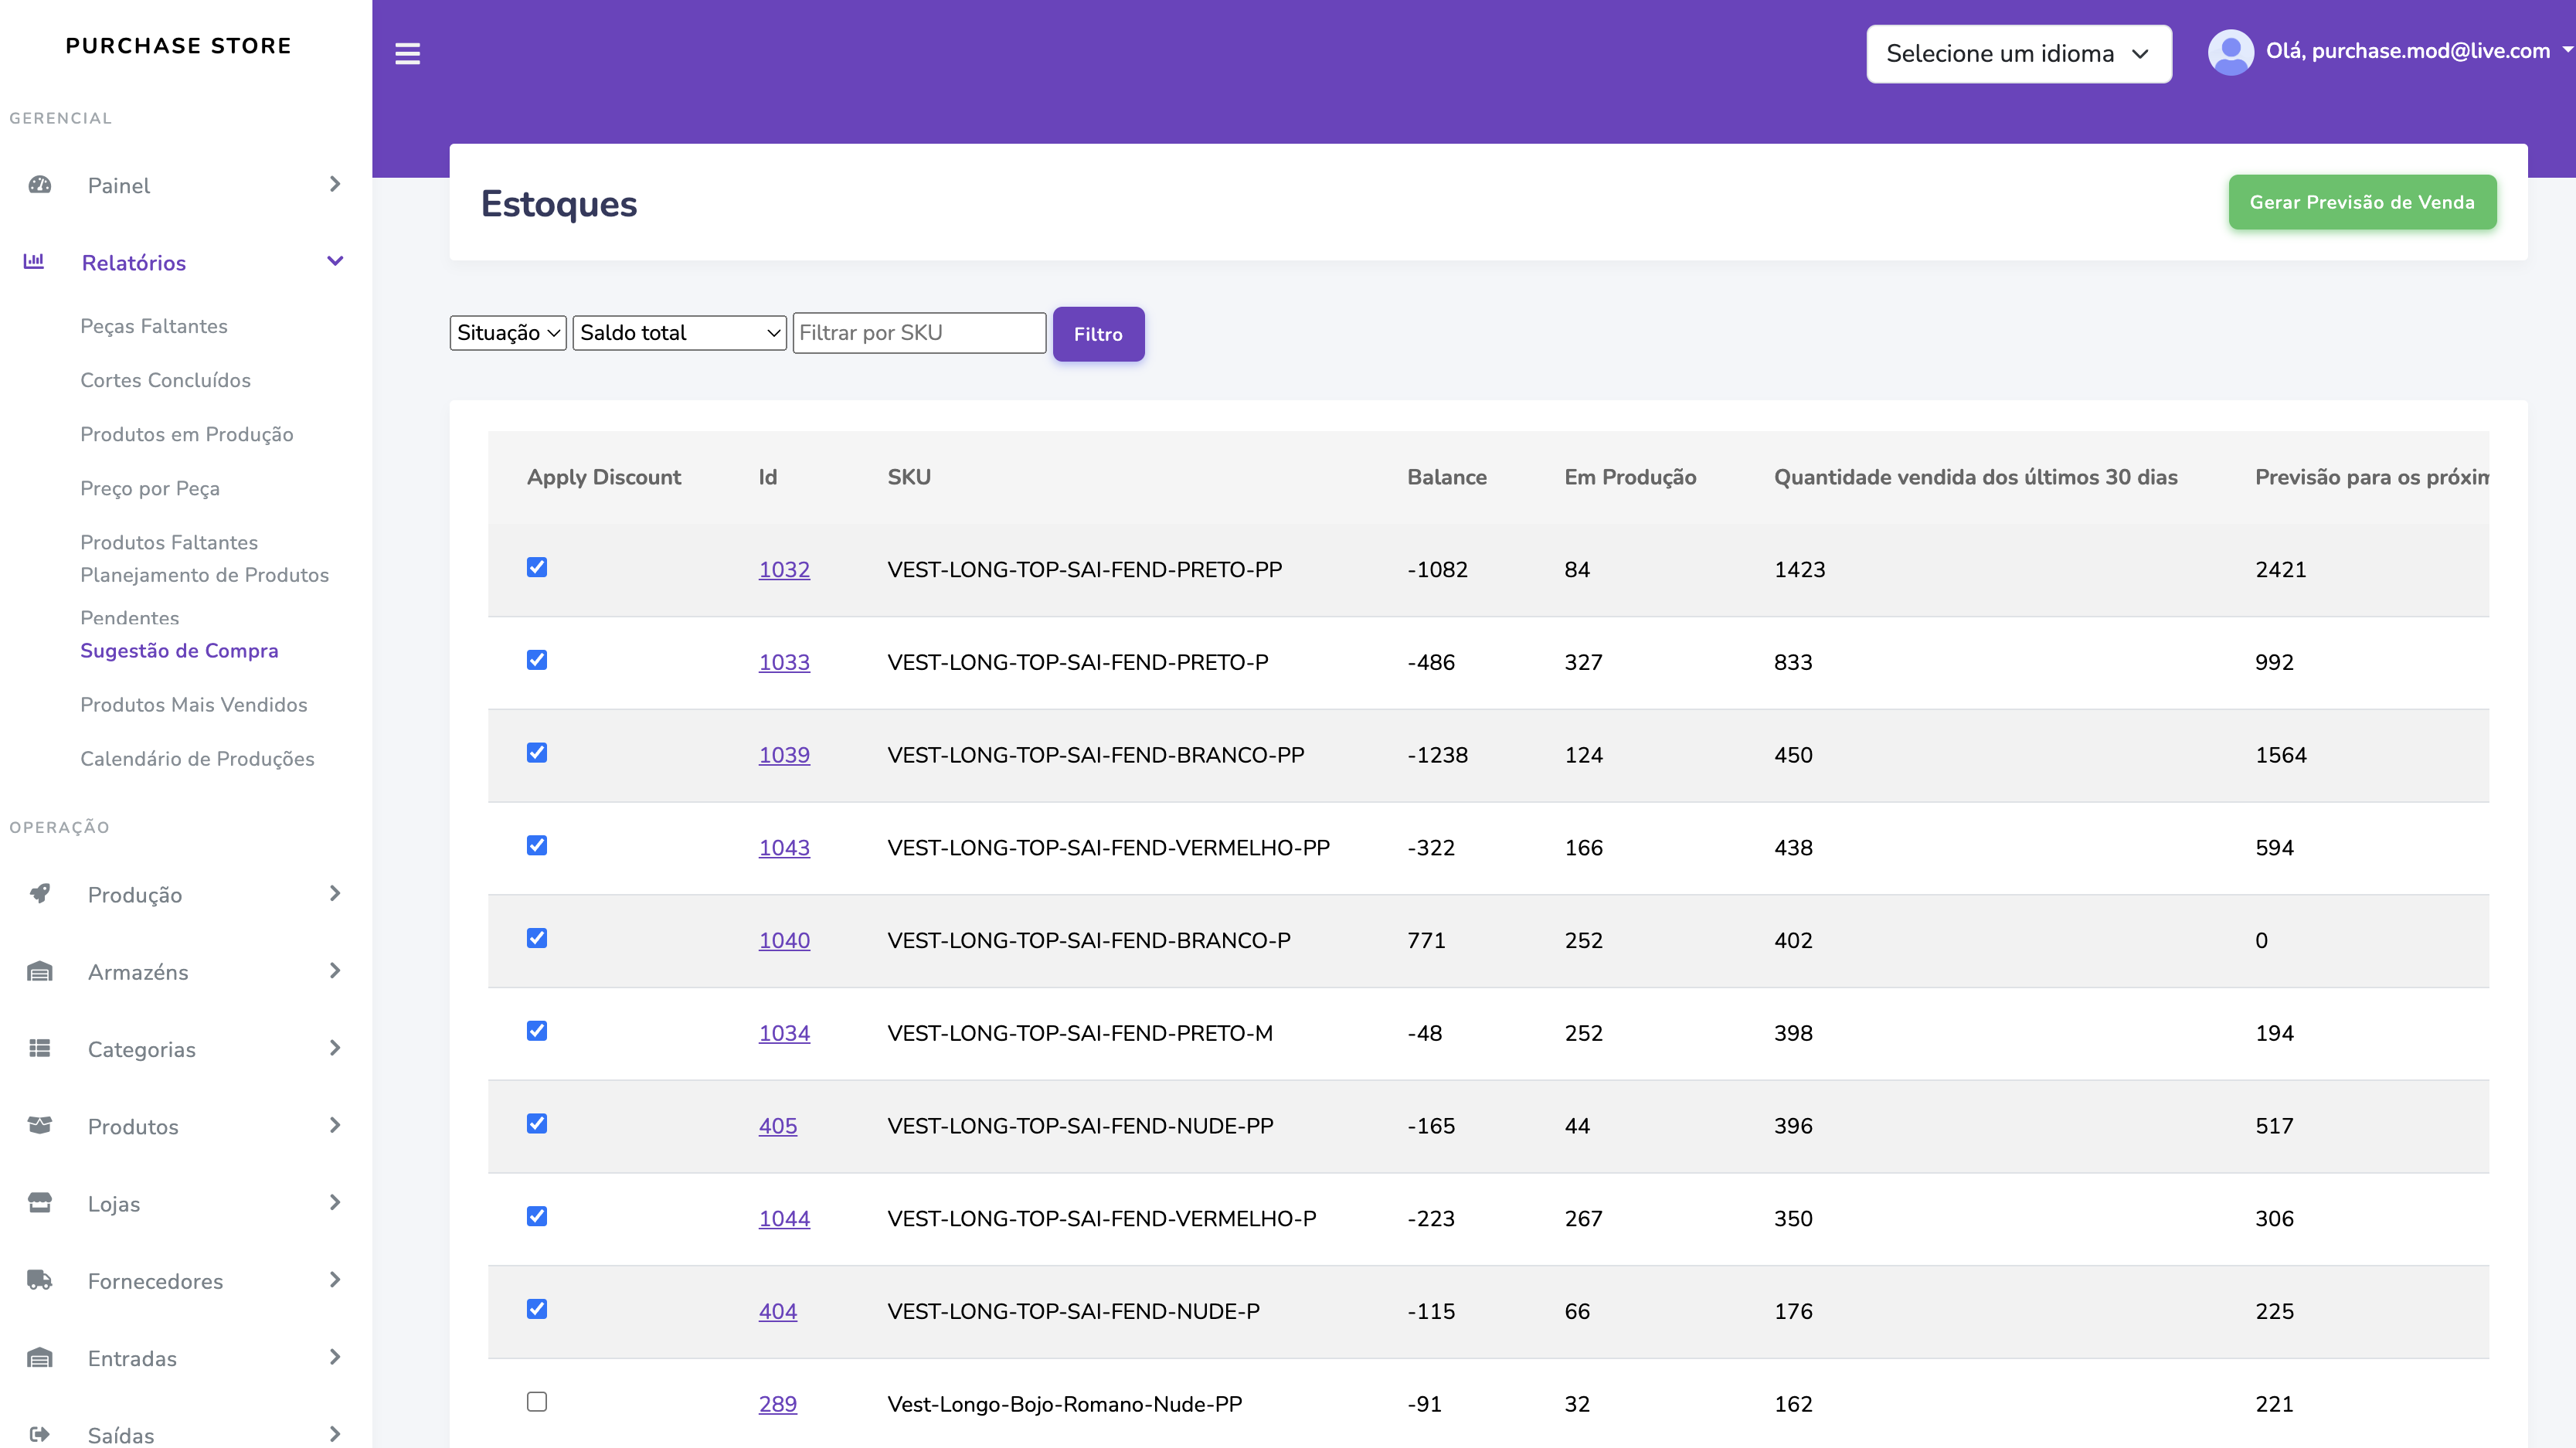 PURCHASE STORE
Selecione um idioma
Olá, purchase.mod@live.com
GERENCIAL
Painel
Relatórios
Peças Faltantes
Cortes Concluídos
Produtos em Produção
Preço por Peça
Produtos Faltantes
Planejamento de Produtos
Pendentes
Sugestão de Compra
Produtos Mais Vendidos
Calendário de Produções
OPERAÇÃO
Produção
Armazéns
Categorias
Produtos
Lojas
Fornecedores
Entradas
Saídas
Estoques
Gerar Previsão de Venda
Situação Saldo total Filtrar por SKU Filtro
Apply Discount Id SKU Balance Em Produção Quantidade vendida dos últimos 30 dias Previsão para os próxim
1032 VEST-LONG-TOP-SAI-FEND-PRETO-PP -1082 84 1423 2421
1033 VEST-LONG-TOP-SAI-FEND-PRETO-P -486 327 833 992
1039 VEST-LONG-TOP-SAI-FEND-BRANCO-PP -1238 124 450 1564
1043 VEST-LONG-TOP-SAI-FEND-VERMELHO-PP -322 166 438 594
1040 VEST-LONG-TOP-SAI-FEND-BRANCO-P 771 252 402 0
1034 VEST-LONG-TOP-SAI-FEND-PRETO-M -48 252 398 194
405 VEST-LONG-TOP-SAI-FEND-NUDE-PP -165 44 396 517
1044 VEST-LONG-TOP-SAI-FEND-VERMELHO-P -223 267 350 306
404 VEST-LONG-TOP-SAI-FEND-NUDE-P -115 66 176 225
289 Vest-Longo-Bojo-Romano-Nude-PP -91 32 162 221